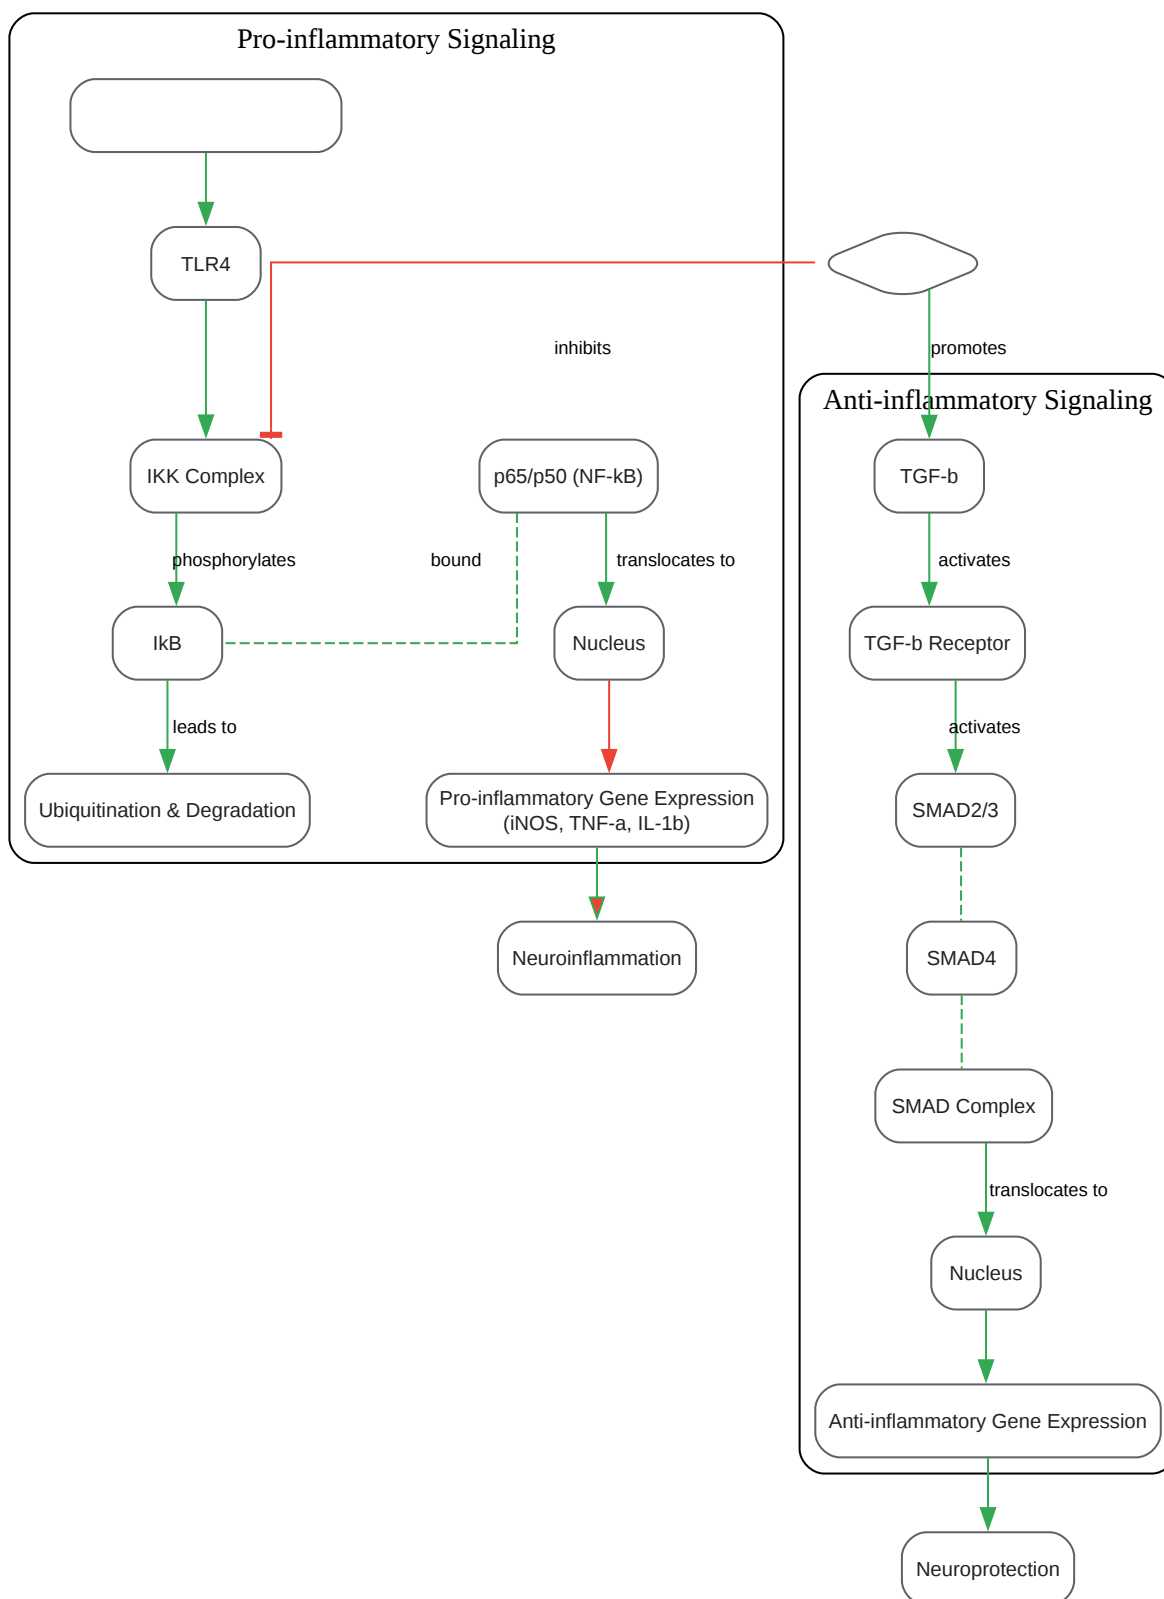 Pro-inflammatory Signaling
TLR4
inhibits
promotes
Anti-inflammatory Signaling
IKK Complex
p65/p50 (NF-kB)
TGF-b
phosphorylates
bound
translocates to
activates
IkB
Nucleus
TGF-b Receptor
leads to
activates
Ubiquitination & Degradation
Pro-inflammatory Gene Expression
(iNOS, TNF-a, IL-1b)
SMAD2/3
Neuroinflammation
SMAD4
SMAD Complex
translocates to
Nucleus
Anti-inflammatory Gene Expression
Neuroprotection